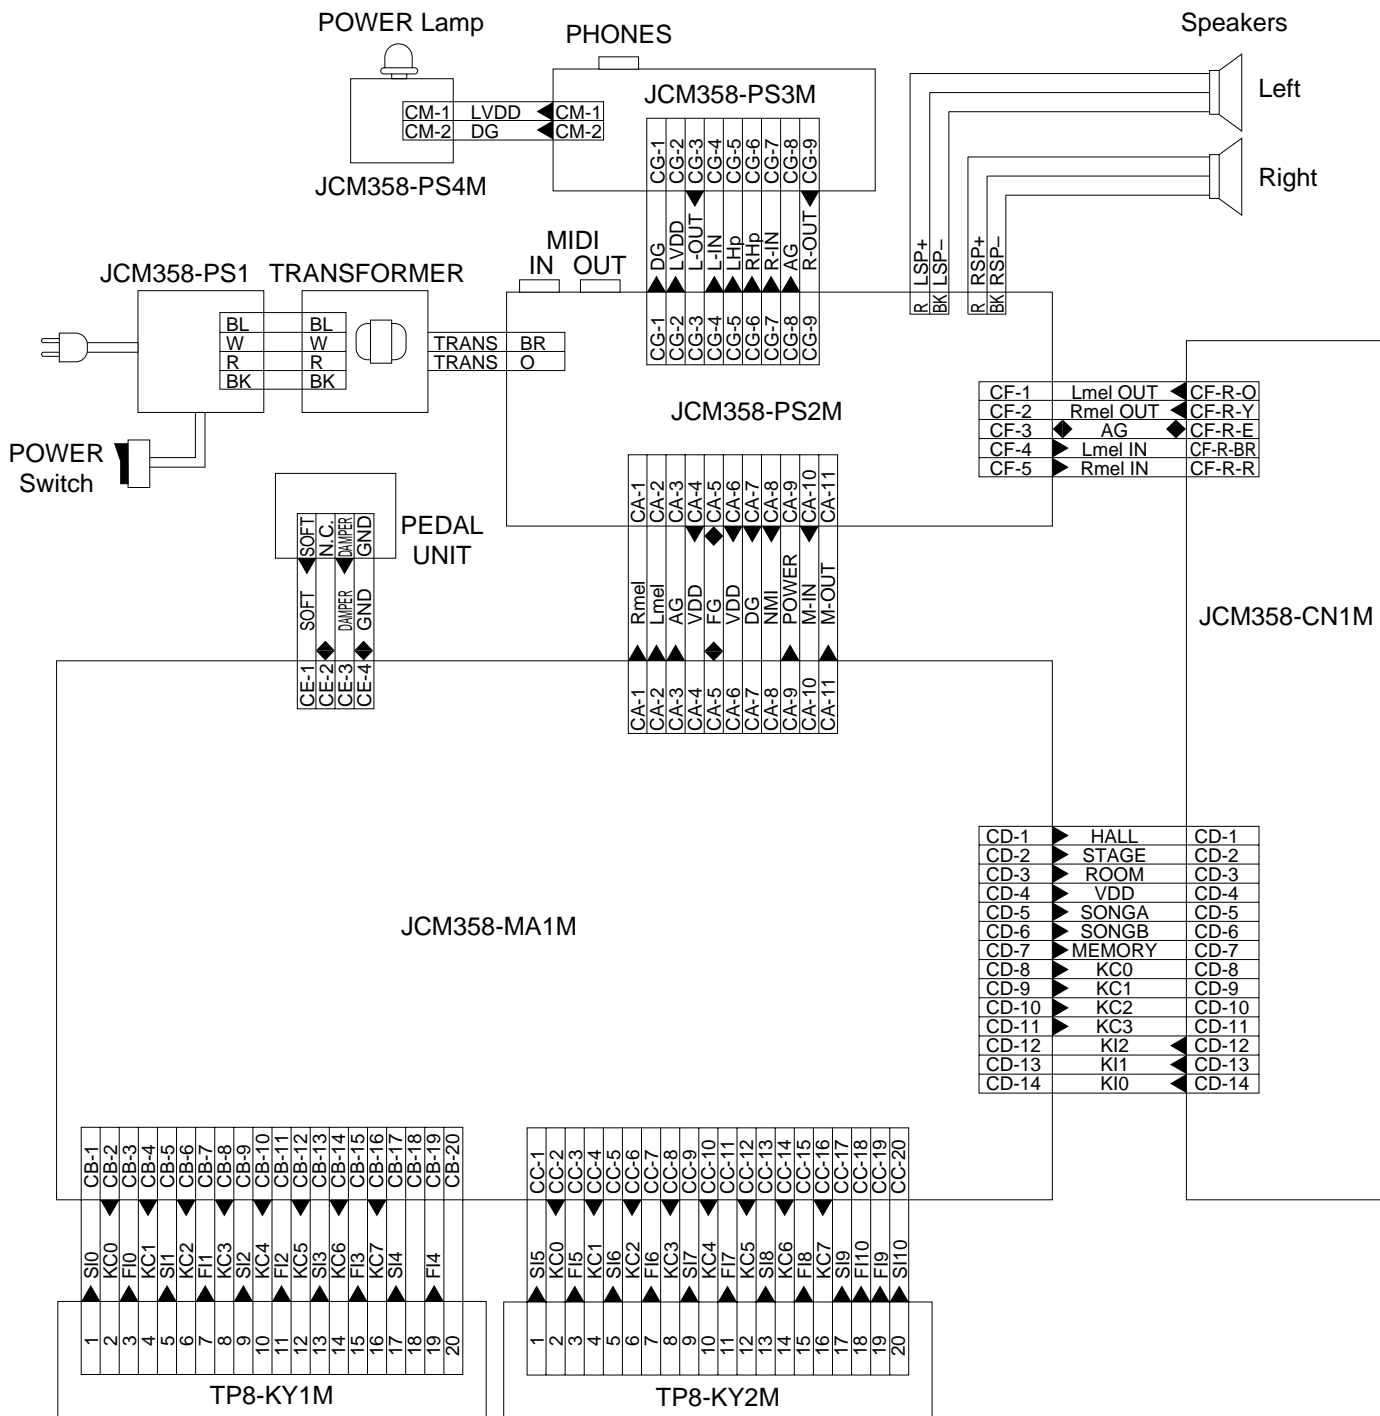 POWER Lamp
PHONES
Speakers
JCM358-PS3M
Left
CM-1 LVDD CM-1
CM-2 DG CM-2
CG-1 CG-2 CG-3 CG-4 CG-5 CG-6 CG-7 CG-8 CG-9
JCM358-PS4M
Right
DG LVDD L-OUT L-IN LHp RHp R-IN AG R-OUT
R LSP+
BK LSP–
R RSP+
BK RSP–
MIDI
IN OUT
JCM358-PS1
TRANSFORMER
CG-1 CG-2 CG-3 CG-4 CG-5 CG-6 CG-7 CG-8 CG-9
BL BL
W W
R R
BK BK
TRANS BR
TRANS O
JCM358-PS2M
CF-1 Lmel OUT CF-R-O
CF-2 Rmel OUT CF-R-Y
CF-3 AG CF-R-E
CF-4 Lmel IN CF-R-BR
CF-5 Rmel IN CF-R-R
POWER
Switch
CA-1 CA-2 CA-3 CA-4 CA-5 CA-6 CA-7 CA-8 CA-9 CA-10 CA-11
SOFT N.C. DAMPER GND
PEDAL
UNIT
Rmel Lmel AG VDD FG VDD DG NMI POWER M-IN M-OUT
SOFT DAMPER GND
CE-1 CE-2 CE-3 CE-4
CA-1 CA-2 CA-3 CA-4 CA-5 CA-6 CA-7 CA-8 CA-9 CA-10 CA-11
JCM358-CN1M
CD-1 HALL CD-1
CD-2 STAGE CD-2
CD-3 ROOM CD-3
CD-4 VDD CD-4
CD-5 SONGA CD-5
CD-6 SONGB CD-6
CD-7 MEMORY CD-7
CD-8 KC0 CD-8
CD-9 KC1 CD-9
CD-10 KC2 CD-10
CD-11 KC3 CD-11
CD-12 KI2 CD-12
CD-13 KI1 CD-13
CD-14 KI0 CD-14
JCM358-MA1M
CB-1 CB-2 CB-3 CB-4 CB-5 CB-6 CB-7 CB-8 CB-9 CB-10 CB-11 CB-12 CB-13 CB-14 CB-15 CB-16 CB-17 CB-18 CB-19 CB-20
SI0 KC0 FI0 KC1 SI1 KC2 FI1 KC3 SI2 KC4 FI2 KC5 SI3 KC6 FI3 KC7 SI4 FI4
1 2 3 4 5 6 7 8 9 10 11 12 13 14 15 16 17 18 19 20
TP8-KY1M
CC-1 CC-2 CC-3 CC-4 CC-5 CC-6 CC-7 CC-8 CC-9 CC-10 CC-11 CC-12 CC-13 CC-14 CC-15 CC-16 CC-17 CC-18 CC-19 CC-20
SI5 KC0 FI5 KC1 SI6 KC2 FI6 KC3 SI7 KC4 FI7 KC5 SI8 KC6 FI8 KC7 SI9 FI10 FI9 SI10
1 2 3 4 5 6 7 8 9 10 11 12 13 14 15 16 17 18 19 20
TP8-KY2M